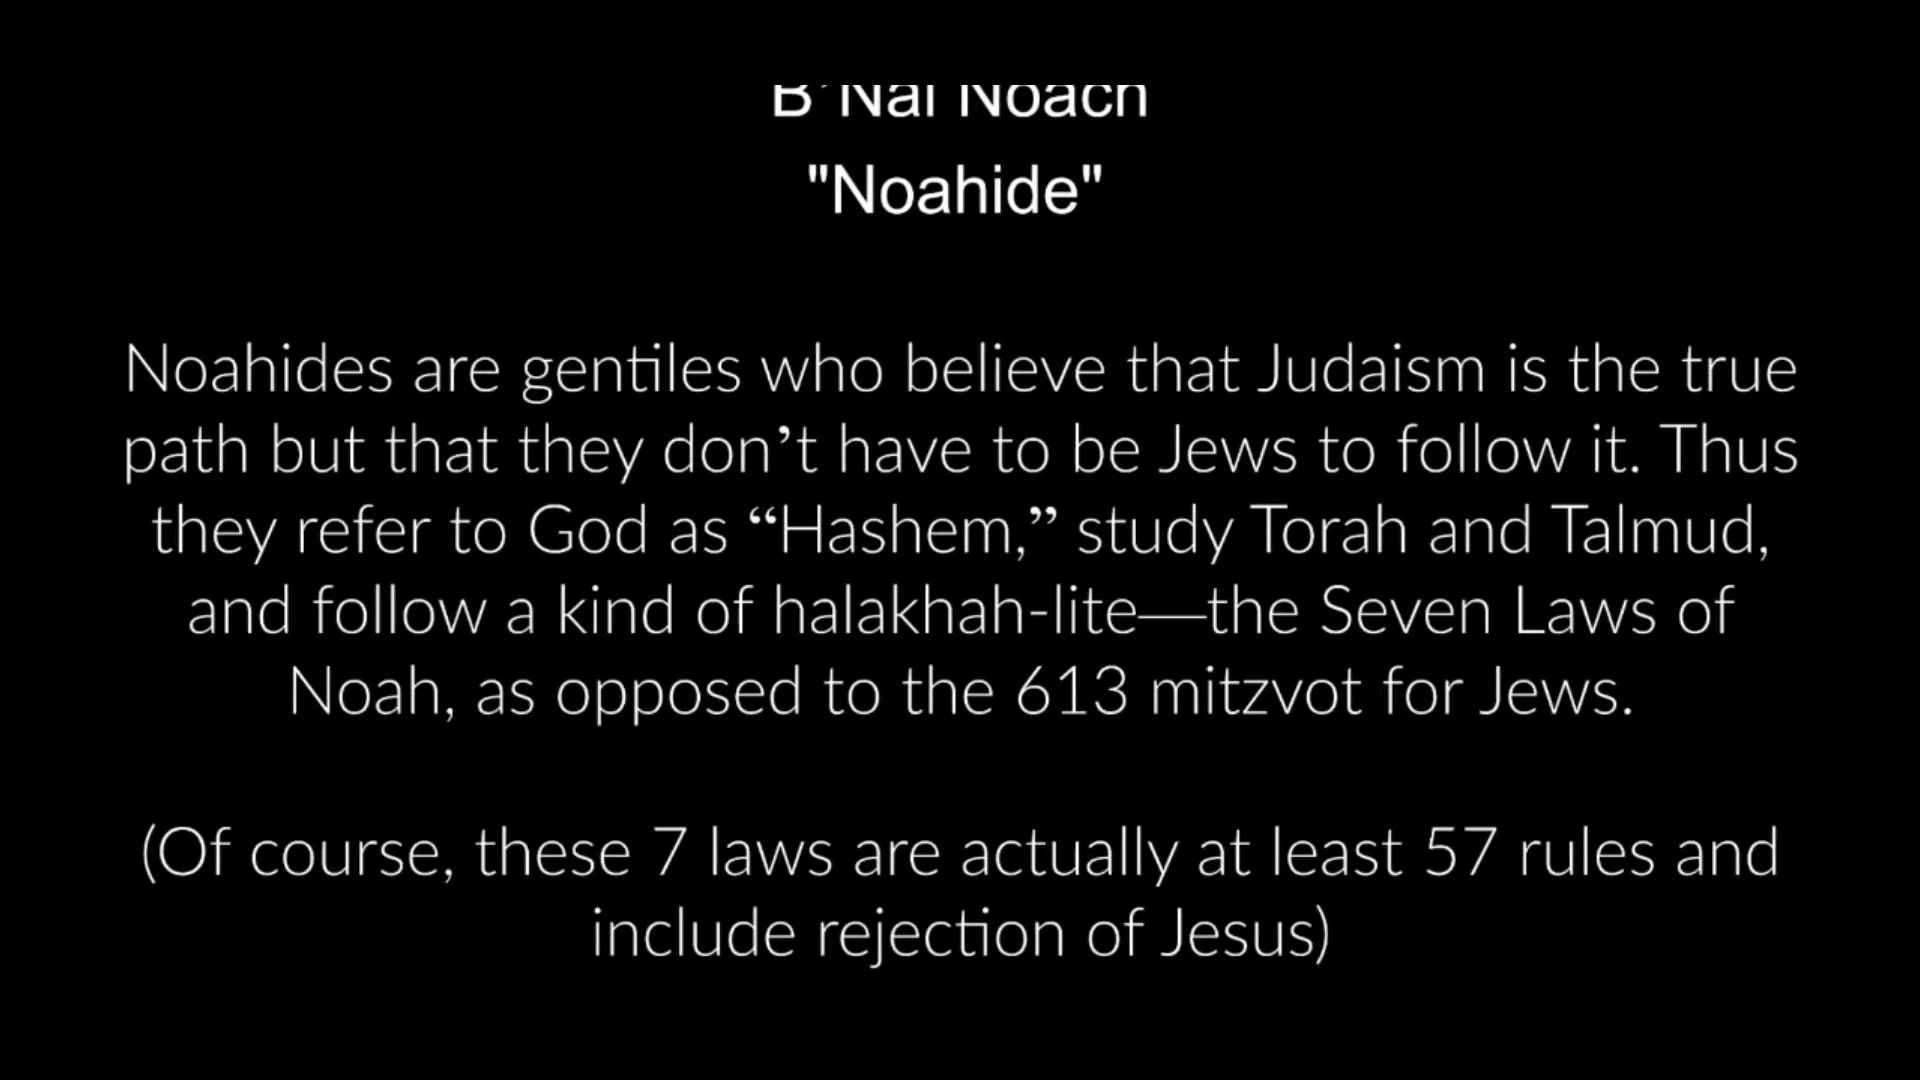 B’Nai Noach
"Noahide"
Noahides are gentiles who believe that Judaism is the true
path but that they don’t have to be Jews to follow it. Thus
they refer to God as “Hashem,” study Torah and Talmud,
and follow a kind of halakhah-lite—the Seven Laws of
Noah, as opposed to the 613 mitzvot for Jews.
(Of course, these 7 laws are actually at least 57 rules and
include rejection of Jesus)